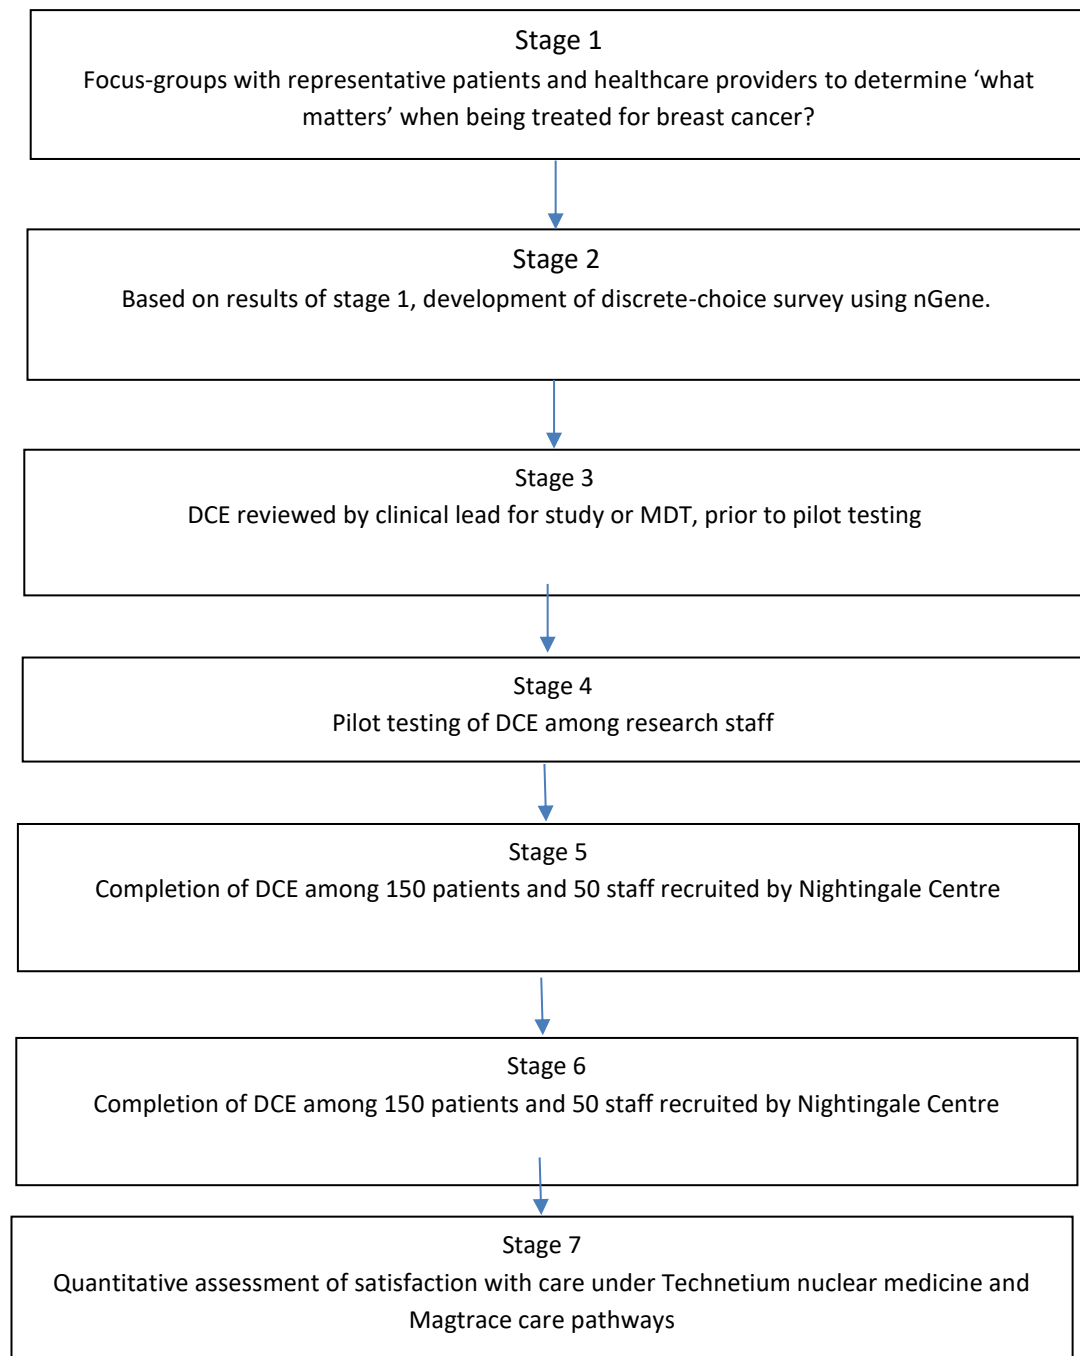 Stage 1
Focus-groups with representative patients and healthcare providers to determine ‘what
matters’ when being treated for breast cancer?
Stage 2
Based on results of stage 1, development of discrete-choice survey using nGene.
Stage 3
DCE reviewed by clinical lead for study or MDT, prior to pilot testing
Stage 4
Pilot testing of DCE among research staff
Stage 5
Completion of DCE among 150 patients and 50 staff recruited by Nightingale Centre
Stage 6
Completion of DCE among 150 patients and 50 staff recruited by Nightingale Centre
Stage 7
Quantitative assessment of satisfaction with care under Technetium nuclear medicine and
Magtrace care pathways